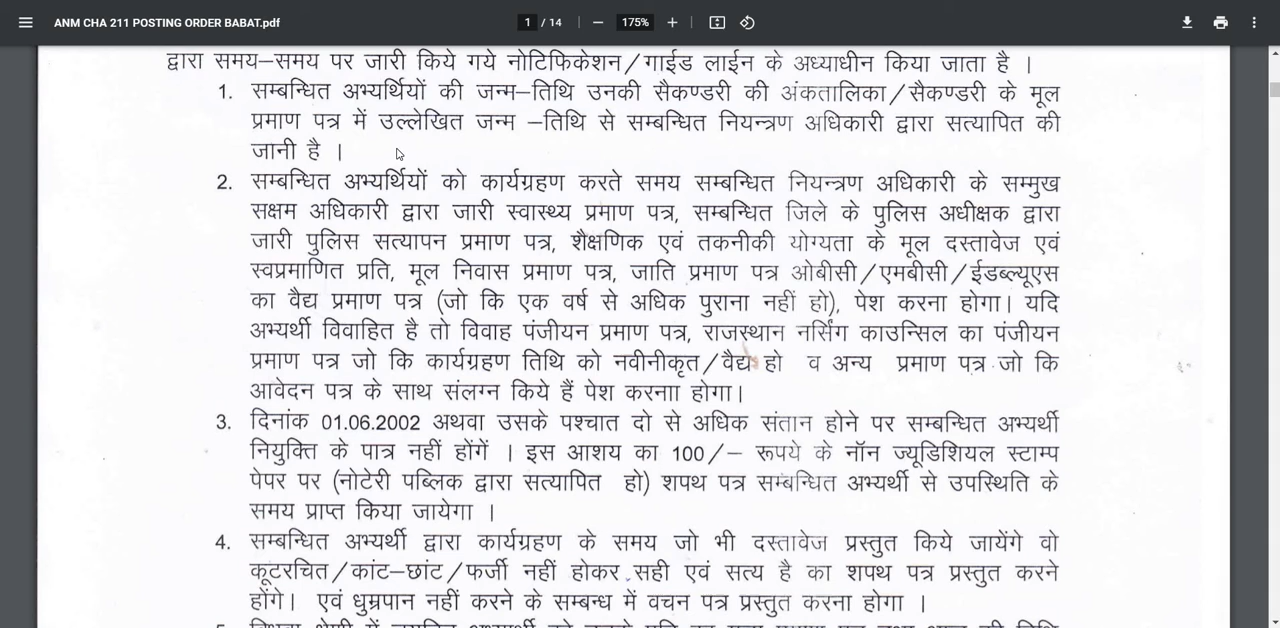 ANM CHA 211 POSTING ORDER BABAT.pdf
1 / 14
175%
द्वारा समय–समय पर जारी किये गये नोटिफिकेशन/गाईड लाईन के अध्याधीन किया जाता है ।
1. सम्बन्धित अभ्यर्थियों की जन्म–तिथि उनकी सैकण्डरी की अंकतालिका/सैकण्डरी के मूल
प्रमाण पत्र में उल्लेखित जन्म –तिथि से सम्बन्धित नियन्त्रण अधिकारी द्वारा सत्यापित की
जानी है ।
2. सम्बन्धित अभ्यर्थियों को कार्यग्रहण करते समय सम्बन्धित नियन्त्रण अधिकारी के सम्मुख
सक्षम अधिकारी द्वारा जारी स्वास्थ्य प्रमाण पत्र, सम्बन्धित जिले के पुलिस अधीक्षक द्वारा
जारी पुलिस सत्यापन प्रमाण पत्र, शैक्षणिक एवं तकनीकी योग्यता के मूल दस्तावेज एवं
स्वप्रमाणित प्रति, मूल निवास प्रमाण पत्र, जाति प्रमाण पत्र ओबीसी/एमबीसी/ईडब्ल्यूएस
का वैद्य प्रमाण पत्र (जो कि एक वर्ष से अधिक पुराना नहीं हो), पेश करना होगा। यदि
अभ्यर्थी विवाहित है तो विवाह पंजीयन प्रमाण पत्र, राजस्थान नर्सिंग काउन्सिल का पंजीयन
प्रमाण पत्र जो कि कार्यग्रहण तिथि को नवीनीकृत/वैद्य हो व अन्य प्रमाण पत्र जो कि
आवेदन पत्र के साथ संलग्न किये हैं पेश करनाा होगा।
3. दिनांक 01.06.2002 अथवा उसके पश्चात दो से अधिक संतान होने पर सम्बन्धित अभ्यर्थी
नियुक्ति के पात्र नहीं होंगें । इस आशय का 100/– रूपये के नॉन ज्यूडिशियल स्टाम्प
पेपर पर (नोटेरी पब्लिक द्वारा सत्यापित हो) शपथ पत्र सम्बन्धित अभ्यर्थी से उपस्थिति के
समय प्राप्त किया जायेगा ।
4. सम्बन्धित अभ्यर्थी द्वारा कार्यग्रहण के समय जो भी दस्तावेज प्रस्तुत किये जायेंगे वो
कूटरचित/कांट–छांट/फर्जी नहीं होकर सही एवं सत्य है का शपथ पत्र प्रस्तुत करने
होंगे। एवं धुम्रपान नहीं करने के सम्बन्ध में वचन पत्र प्रस्तुत करना होगा ।